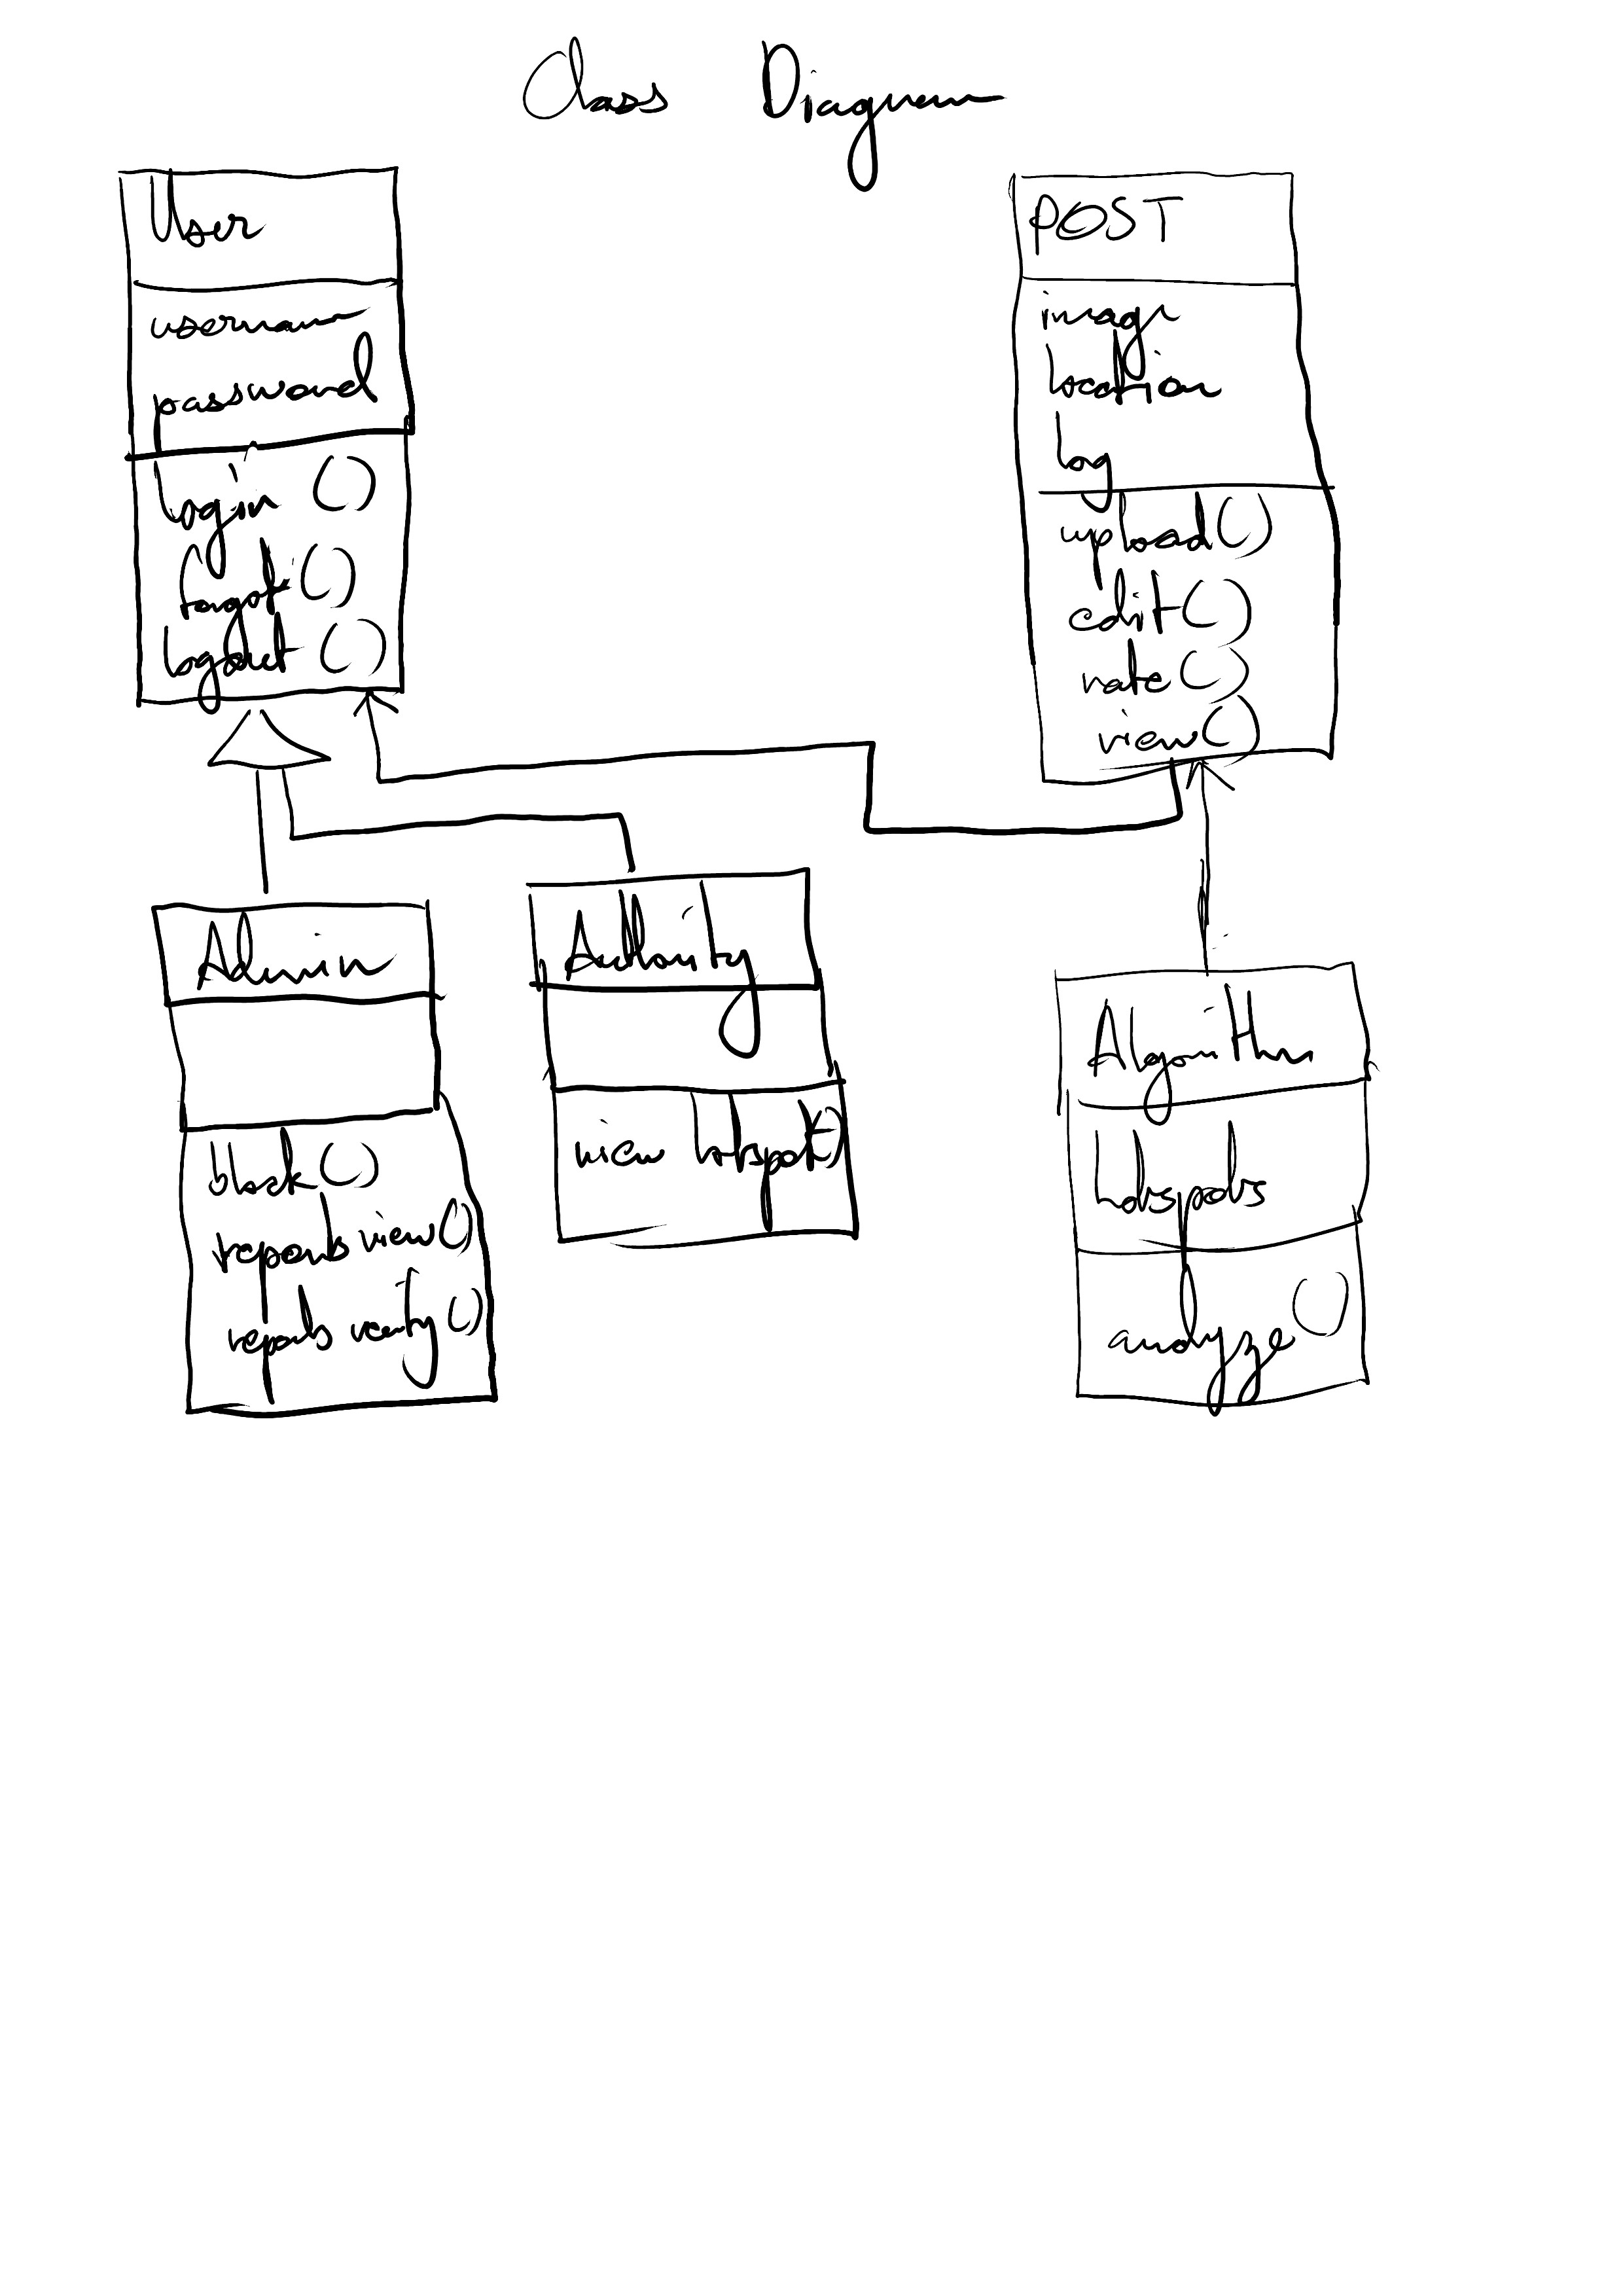 Class Diagram
User
username
password
login ()
forgot ()
logout ()
POST
image
location
log
upload ()
edit ()
rate ()
view ()
Admin
block ()
reports view ()
reports verify ()
Authority
view hotspot ()
Algorithm
hotspots
analyze ()